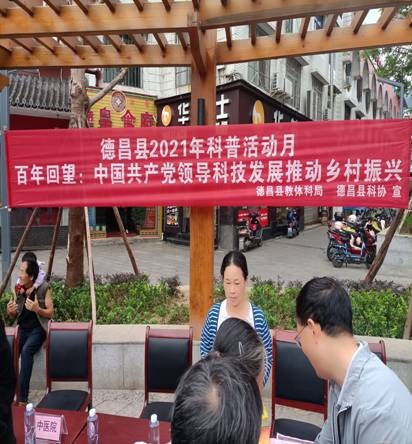 德昌县2021年科普活动月
百年回望：中国共产党领导科技发展推动乡村振兴
德昌县教体科局 德昌县科协 宣
中医院